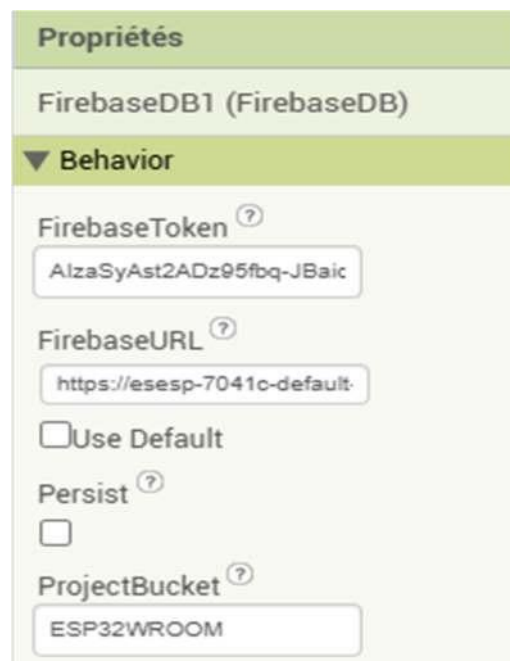 Propriétés
FirebaseDB1 (FirebaseDB)
Behavior
FirebaseToken ?
AIzaSyAst2ADz95fbq-JBaic
FirebaseURL ?
https://esesp-7041c-default-
Use Default
Persist ?
ProjectBucket ?
ESP32WROOM